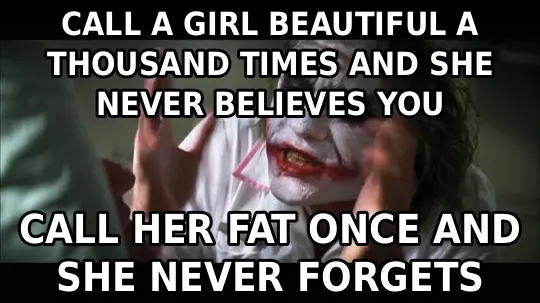 CALL A GIRL BEAUTIFUL A
THOUSAND TIMES AND SHE
NEVER BELIEVES YOU
CALL HER FAT ONCE AND
SHE NEVER FORGETS